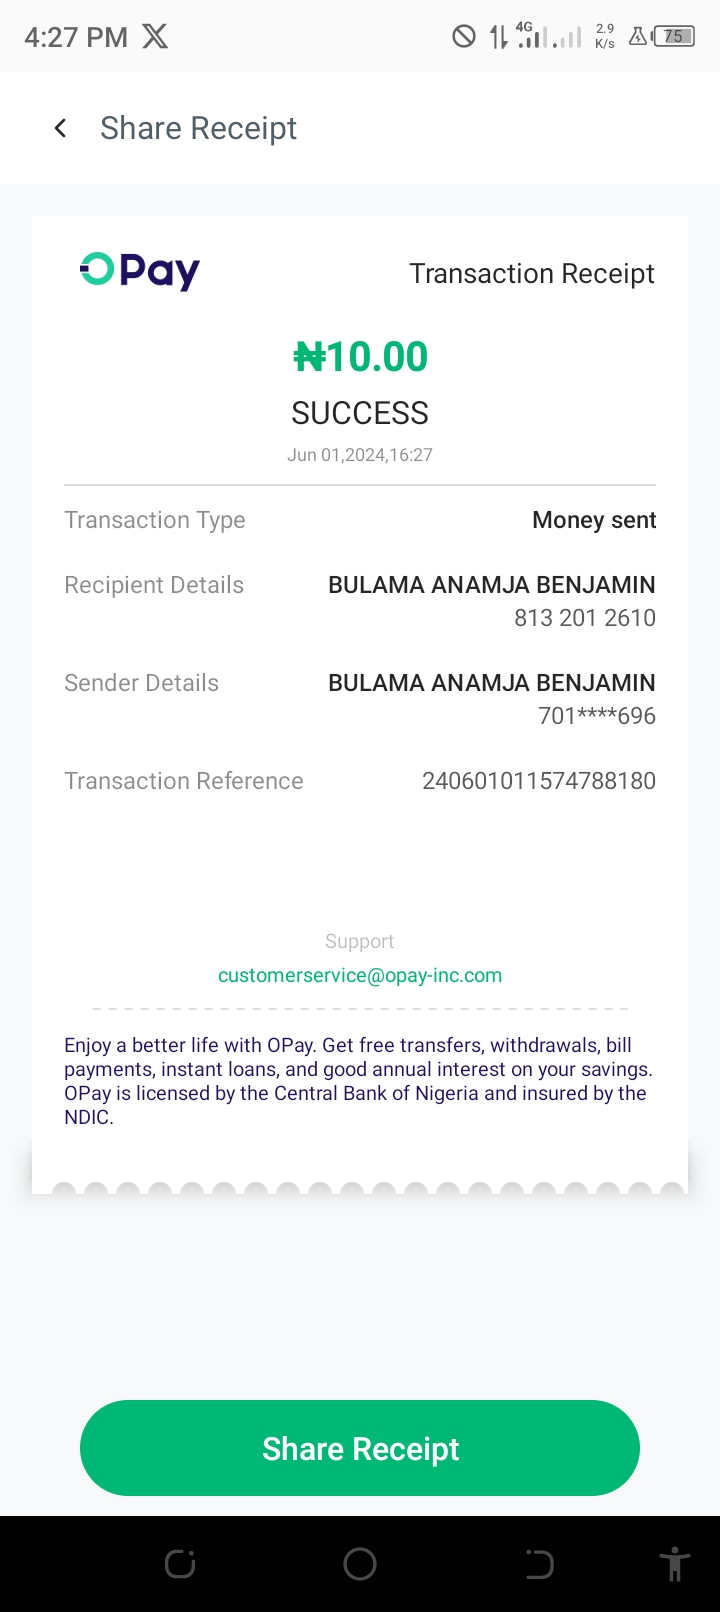 4:27 PM
4G
2.9
K/s
75
Share Receipt
OPay
Transaction Receipt
₦10.00
SUCCESS
Jun 01,2024,16:27
Transaction Type Money sent
Recipient Details BULAMA ANAMJA BENJAMIN
813 201 2610
Sender Details BULAMA ANAMJA BENJAMIN
701****696
Transaction Reference 240601011574788180
Support
customerservice@opay-inc.com
Enjoy a better life with OPay. Get free transfers, withdrawals, bill
payments, instant loans, and good annual interest on your savings.
OPay is licensed by the Central Bank of Nigeria and insured by the
NDIC.
Share Receipt